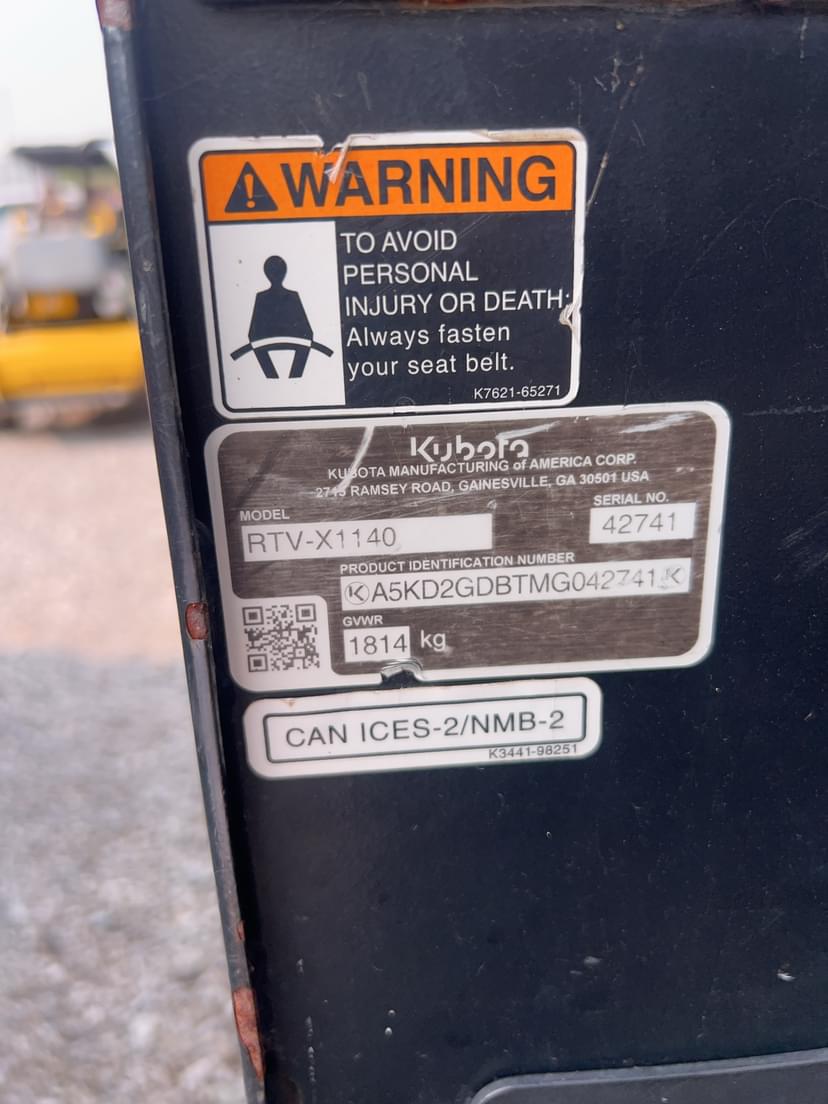 WARNING
TO AVOID
PERSONAL
INJURY OR DEATH:
Always fasten
your seat belt.
K7621-65271
Kubota
KUBOTA MANUFACTURING of AMERICA CORP.
2715 RAMSEY ROAD, GAINESVILLE, GA 30501 USA
MODEL
SERIAL NO.
RTV-X1140
42741
PRODUCT IDENTIFICATION NUMBER
A5KD2GDBTMG042741
GVWR
1814 kg
CAN ICES-2/NMB-2
K3441-98251